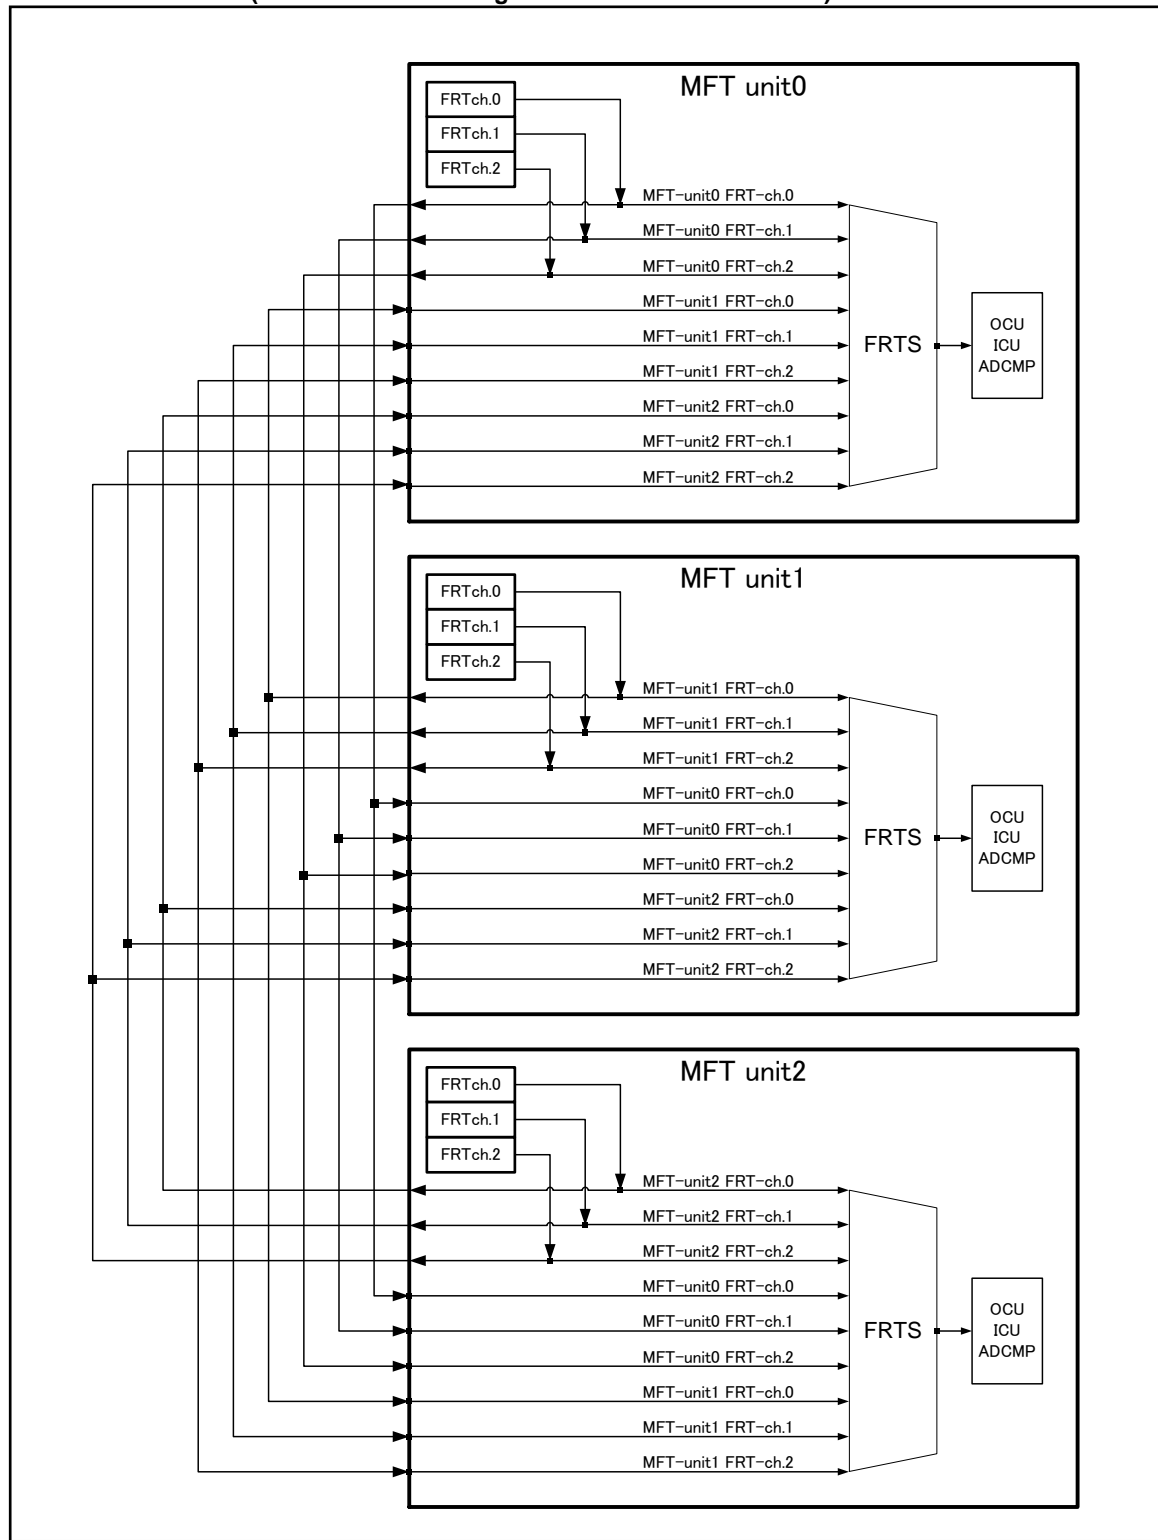 MFT unit0
FRTch.0
FRTch.1
FRTch.2
MFT-unit0 FRT-ch.0
MFT-unit0 FRT-ch.1
MFT-unit0 FRT-ch.2
MFT-unit1 FRT-ch.0
MFT-unit1 FRT-ch.1
MFT-unit1 FRT-ch.2
MFT-unit2 FRT-ch.0
MFT-unit2 FRT-ch.1
MFT-unit2 FRT-ch.2
FRTS
OCU
ICU
ADCMP
MFT unit1
FRTch.0
FRTch.1
FRTch.2
MFT-unit1 FRT-ch.0
MFT-unit1 FRT-ch.1
MFT-unit1 FRT-ch.2
MFT-unit0 FRT-ch.0
MFT-unit0 FRT-ch.1
MFT-unit0 FRT-ch.2
MFT-unit2 FRT-ch.0
MFT-unit2 FRT-ch.1
MFT-unit2 FRT-ch.2
FRTS
OCU
ICU
ADCMP
MFT unit2
FRTch.0
FRTch.1
FRTch.2
MFT-unit2 FRT-ch.0
MFT-unit2 FRT-ch.1
MFT-unit2 FRT-ch.2
MFT-unit0 FRT-ch.0
MFT-unit0 FRT-ch.1
MFT-unit0 FRT-ch.2
MFT-unit1 FRT-ch.0
MFT-unit1 FRT-ch.1
MFT-unit1 FRT-ch.2
FRTS
OCU
ICU
ADCMP